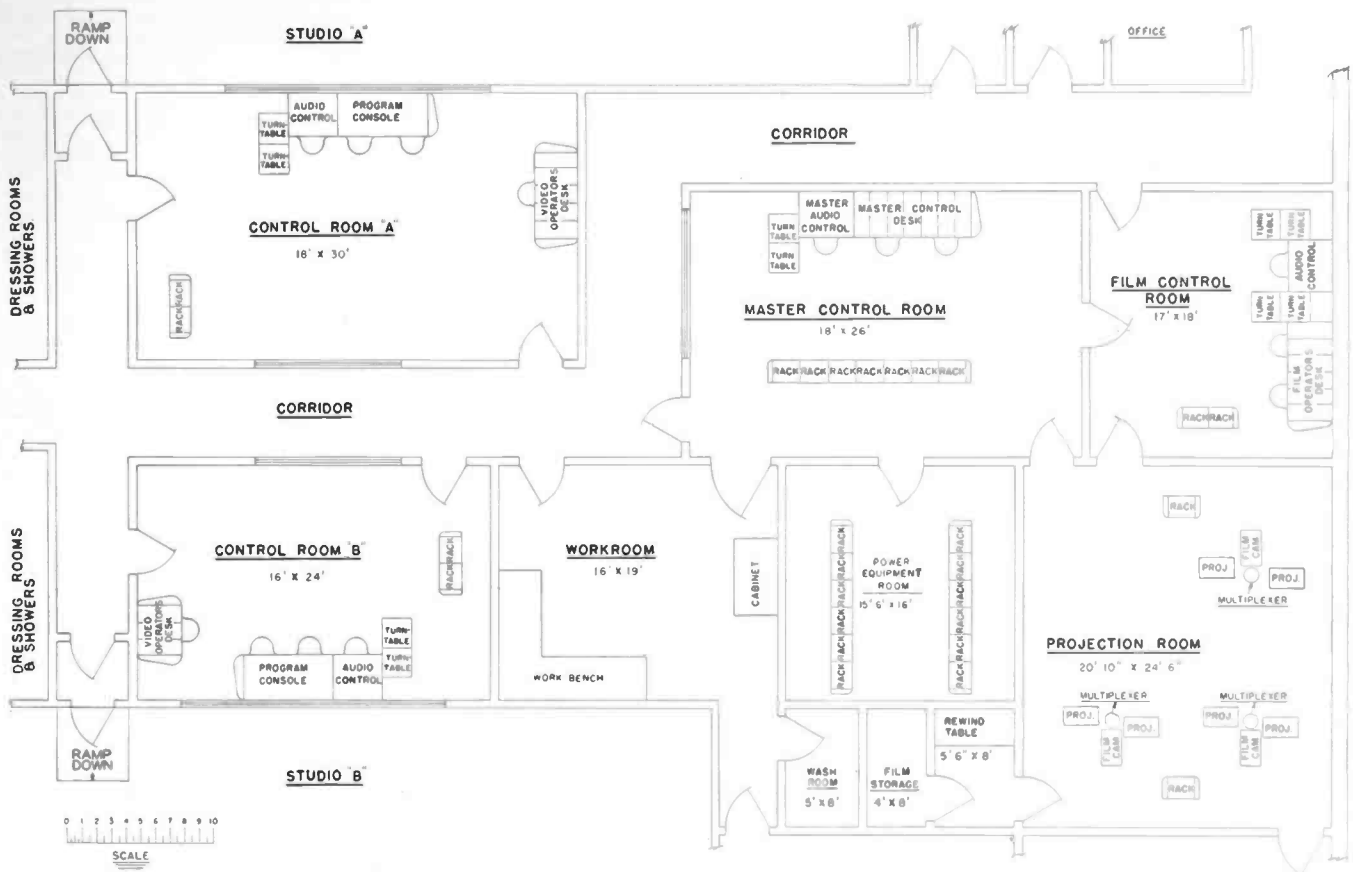 RAMP
DOWN
STUDIO "A"
OFFICE
AUDIO
CONTROL
PROGRAM
CONSOLE
TURN-
TABLE
TURN-
TABLE
CORRIDOR
DRESSING ROOMS
& SHOWERS.
VIDEO
OPERATORS
DESK
CONTROL ROOM "A"
18' X 30'
RACK RACK
MASTER
AUDIO
CONTROL
MASTER CONTROL
DESK
TURN
TABLE
TURN
TABLE
MASTER CONTROL ROOM
18' X 26'
RACK RACK RACK RACK RACK RACK RACK
TURN
TABLE
TURN
TABLE
AUDIO
CONTROL
TURN
TABLE
TURN
TABLE
FILM CONTROL
ROOM
17' X 18'
FILM
OPERATORS
DESK
RACK RACK
CORRIDOR
DRESSING ROOMS
& SHOWERS
CONTROL ROOM "B"
16' X 24'
RACK RACK
VIDEO
OPERATORS
DESK
TURN-
TABLE
TURN-
TABLE
PROGRAM
CONSOLE
AUDIO
CONTROL
WORKROOM
16' X 19'
CABINET
WORK BENCH
RACK RACK RACK RACK RACK RACK
POWER
EQUIPMENT
ROOM
15' 6" X 16'
RACK RACK RACK RACK RACK RACK
RACK
FILM
CAM
PROJ.
PROJ.
MULTIPLEXER
PROJECTION ROOM
20' 10" X 24' 6"
MULTIPLEXER
PROJ.
PROJ.
FILM
CAM
MULTIPLEXER
PROJ.
PROJ.
FILM
CAM
RACK
REWIND
TABLE
5' 6" X 8'
WASH
ROOM
5' X 8'
FILM
STORAGE
4' X 8'
RAMP
DOWN
STUDIO "B"
0 1 2 3 4 5 6 7 8 9 10
SCALE